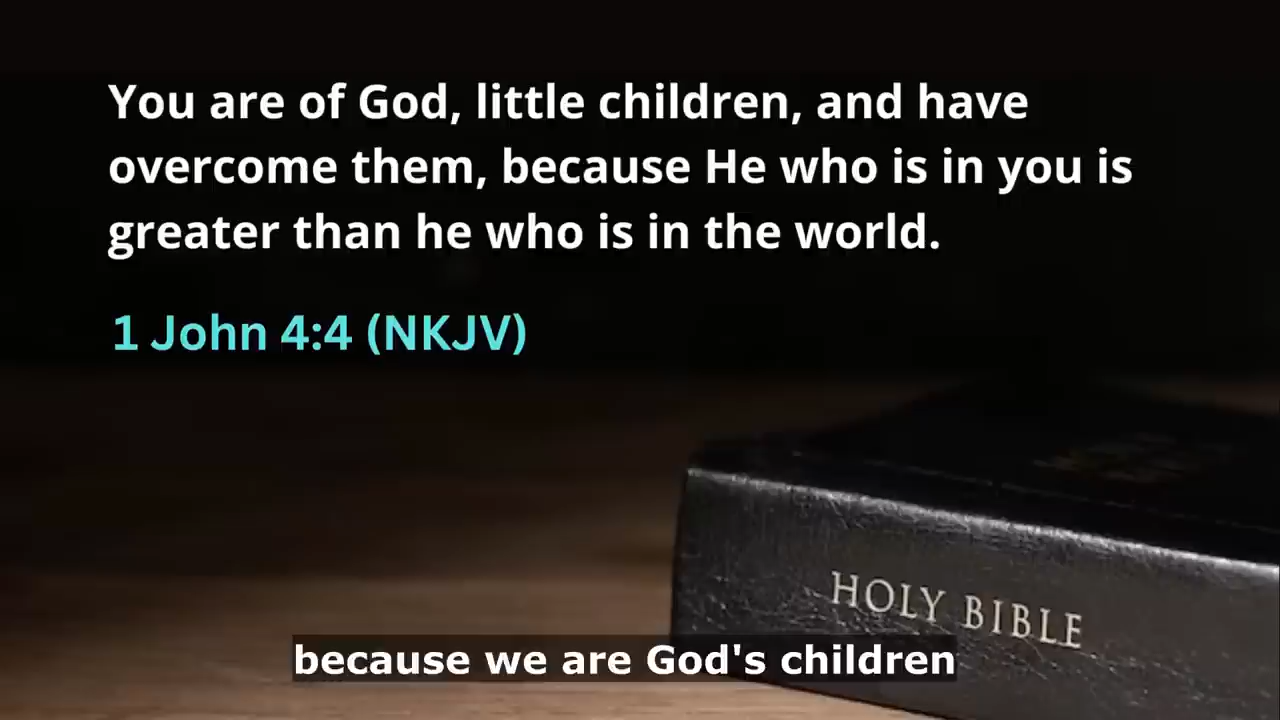 You are of God, little children, and have
overcome them, because He who is in you is
greater than he who is in the world.
1 John 4:4 (NKJV)
HOLY BIBLE
because we are God's children